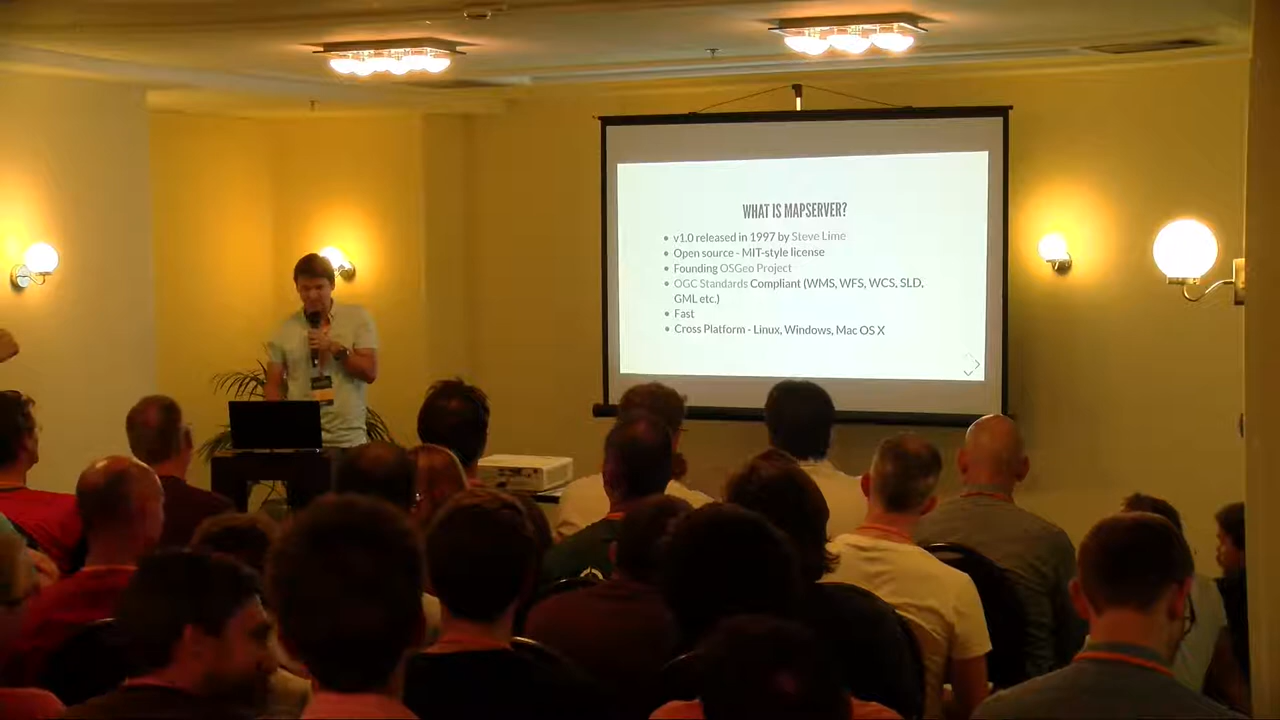 WHAT IS MAPSERVER?
• v1.0 released in 1997 by Steve Lime
• Open source - MIT-style license
• Founding OSGeo Project
• OGC Standards Compliant (WMS, WFS, WCS, SLD,
GML etc.)
• Fast
• Cross Platform - Linux, Windows, Mac OS X